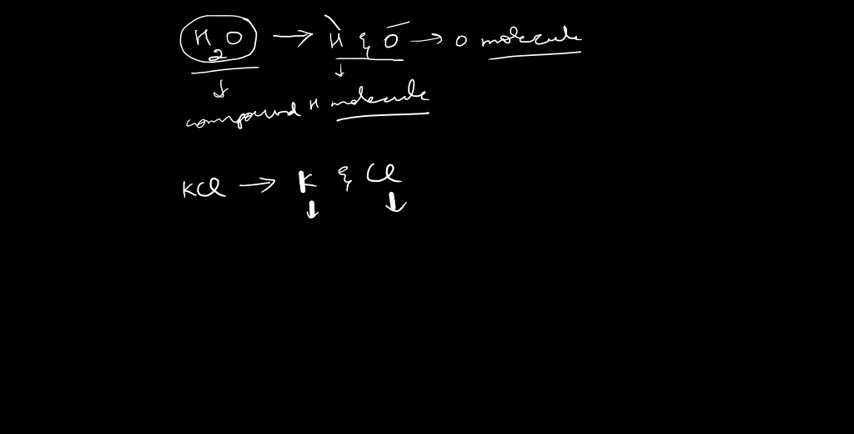 H₂O → H & O → O molecule
↓ ↓
compound H molecule
KCl → K & Cl
↓ ↓